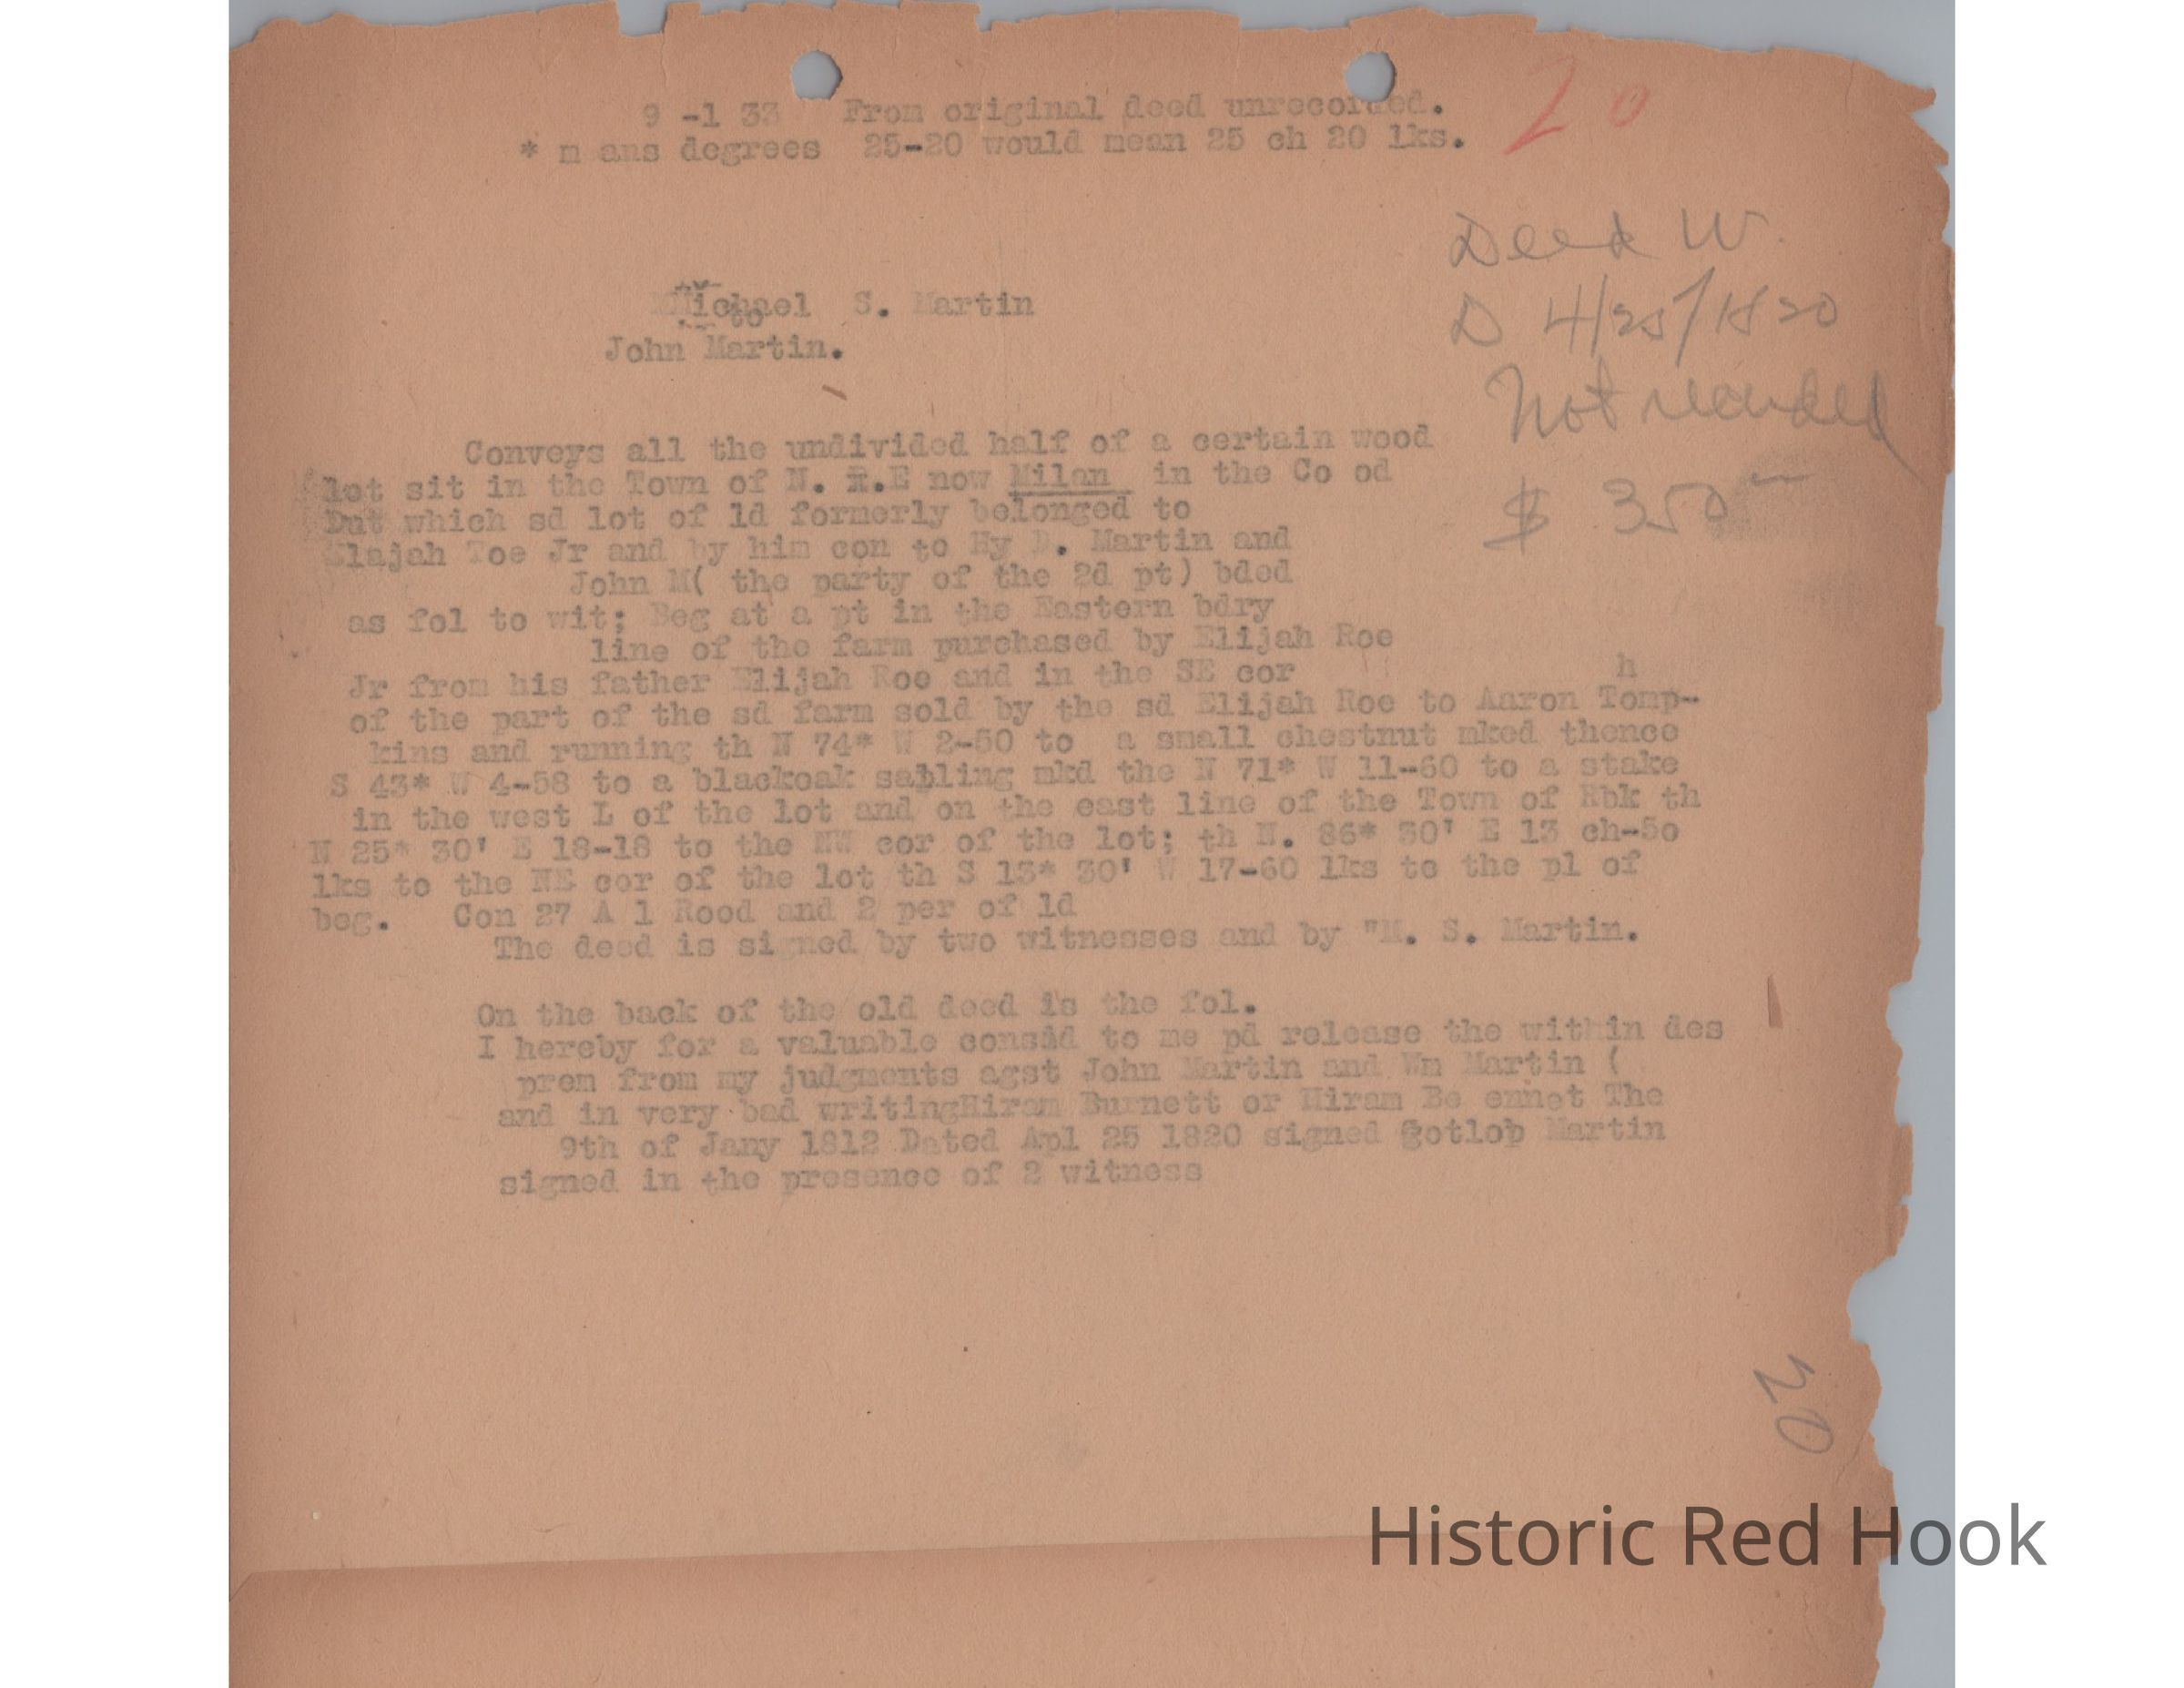 9 -1 33 From original deed unrecorded.
20
* m ans degrees 25-20 would mean 25 ch 20 lks.
Deed W.
D 4/25/1820
Not recorded
$ 350
Michael S. Martin
to
John Martin.
Conveys all the undivided half of a certain wood
lot sit in the Town of N. E now Milan in the Co od
Dut which sd lot of ld formerly belonged to
Elajah Toe Jr and by him con to Hy D. Martin and
John M( the party of the 2d pt) bded
as fol to wit; Beg at a pt in the Eastern bdry
line of the farm purchased by Elijah Roe
Jr from his father Elijah Roe and in the SE cor
h
of the part of the sd farm sold by the sd Elijah Roe to Aaron Tomp-
kins and running th N 74* W 2-50 to a small chestnut mked thence
S 43* W 4-58 to a blackoak sabling mkd the N 71* W 11-60 to a stake
in the west L of the lot and on the east line of the Town of Rbk th
N 25* 30' E 18-18 to the NW cor of the lot; th N. 86* 30' E 13 ch-5o
lks to the NE cor of the lot th S 13* 30' W 17-60 lks to the pl of
beg. Con 27 A 1 Rood and 2 per of ld
The deed is signed by two witnesses and by "M. S. Martin.
On the back of the old deed is the fol.
I hereby for a valuable consid to me pd release the within des
prem from my judgments agst John Martin and Wm Martin (
and in very bad writingHiram Burnett or Hiram Be ennet The
9th of Jany 1812 Dated Apl 25 1820 signed Gotlob Martin
signed in the presence of 2 witness
20
Historic Red Hook